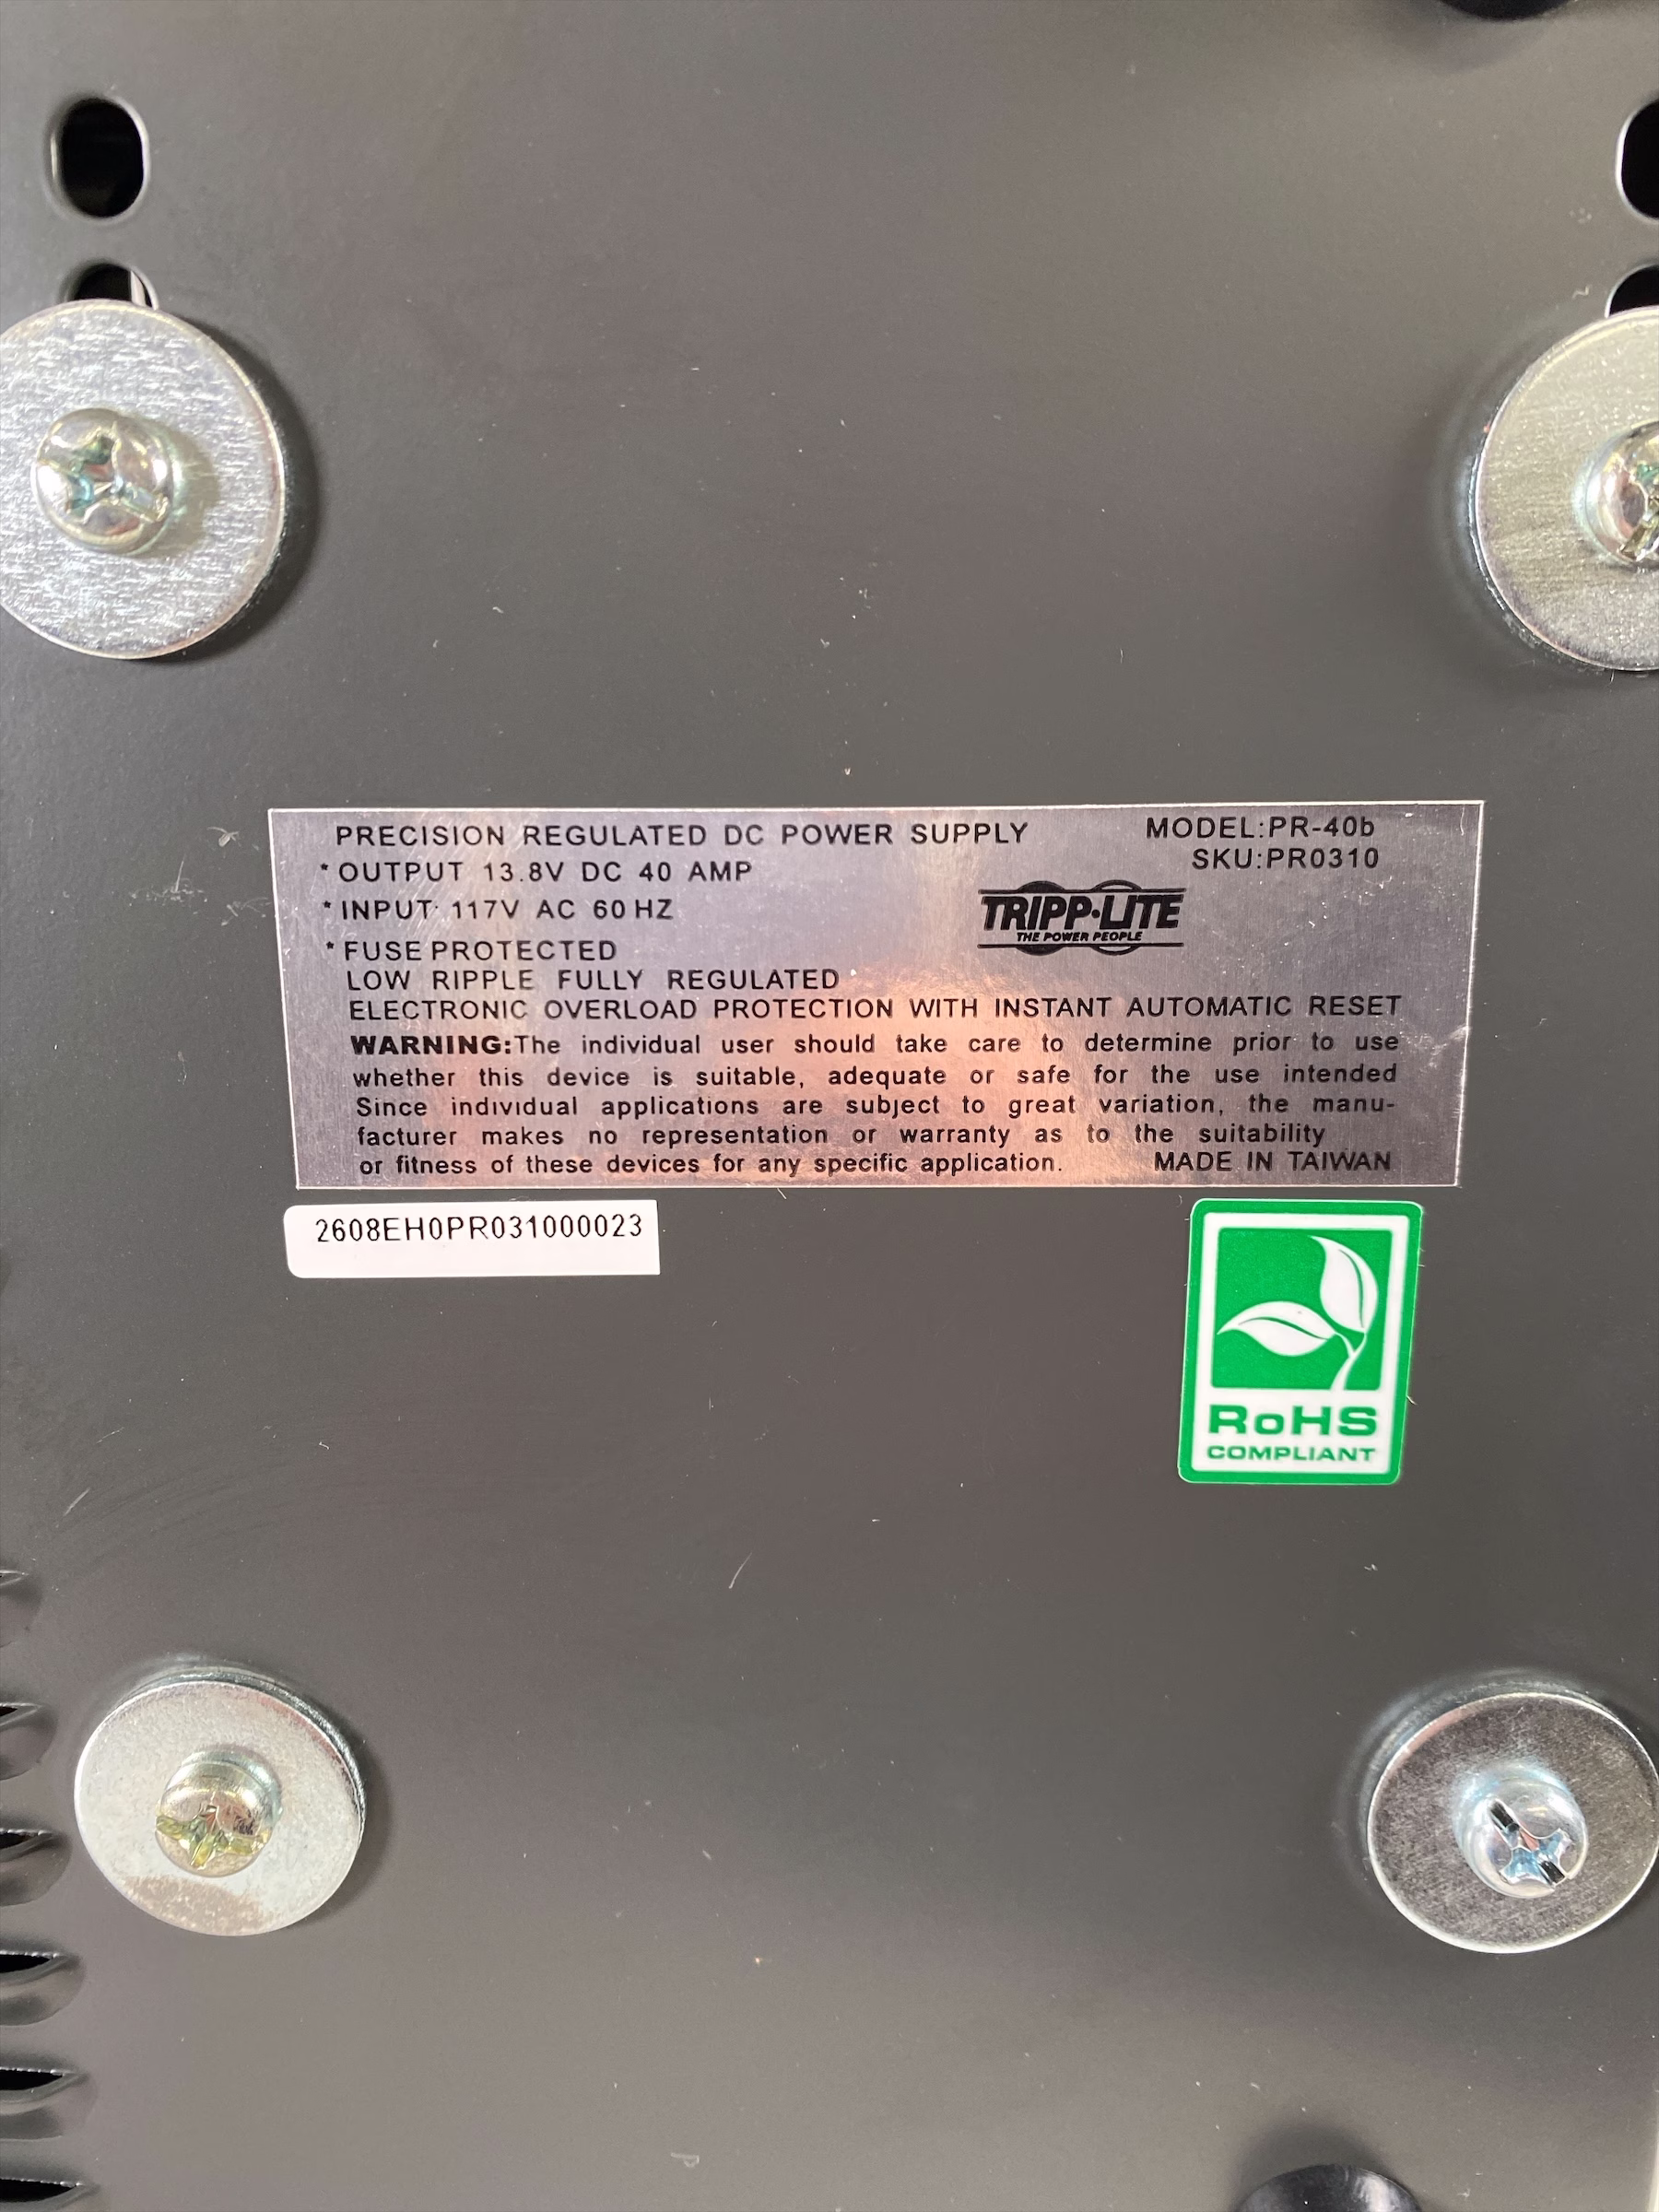 PRECISION REGULATED DC POWER SUPPLY
MODEL:PR-40b
* OUTPUT 13.8V DC 40 AMP
SKU:PR0310
* INPUT: 117V AC 60 HZ
TRIPP·LITE
THE POWER PEOPLE
* FUSE PROTECTED
LOW RIPPLE FULLY REGULATED
ELECTRONIC OVERLOAD PROTECTION WITH INSTANT AUTOMATIC RESET
WARNING:The individual user should take care to determine prior to use
whether this device is suitable, adequate or safe for the use intended
Since individual applications are subject to great variation, the manu-
facturer makes no representation or warranty as to the suitability
or fitness of these devices for any specific application. MADE IN TAIWAN
2608EH0PR031000023
RoHS
COMPLIANT